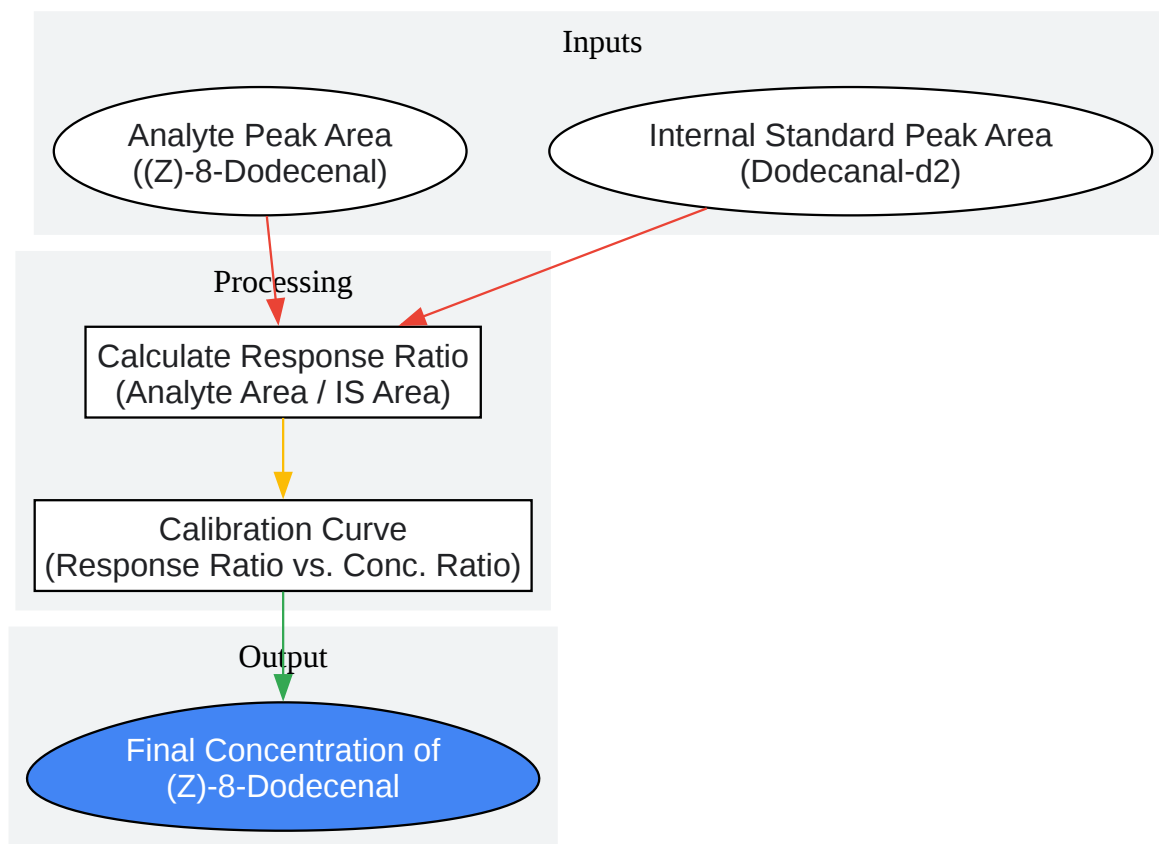 Inputs
Analyte Peak Area
((Z)-8-Dodecenal)
Internal Standard Peak Area
(Dodecanal-d2)
Processing
Calculate Response Ratio
(Analyte Area / IS Area)
Calibration Curve
(Response Ratio vs. Conc. Ratio)
Output
Final Concentration of
(Z)-8-Dodecenal